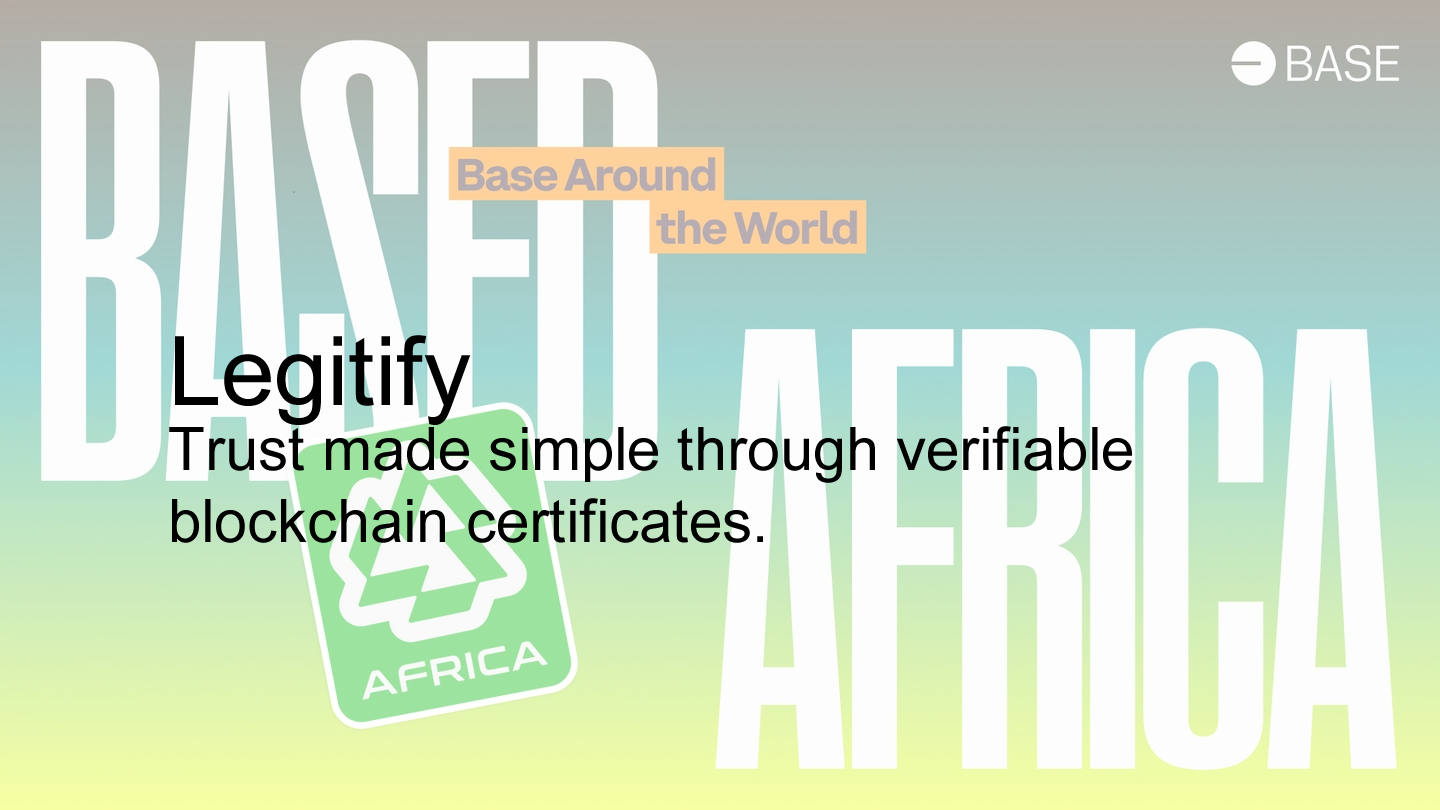 BASED
BASE
Base Around
the World
Legitify
Trust made simple through verifiable
blockchain certificates.
AFRICA
AFRICA